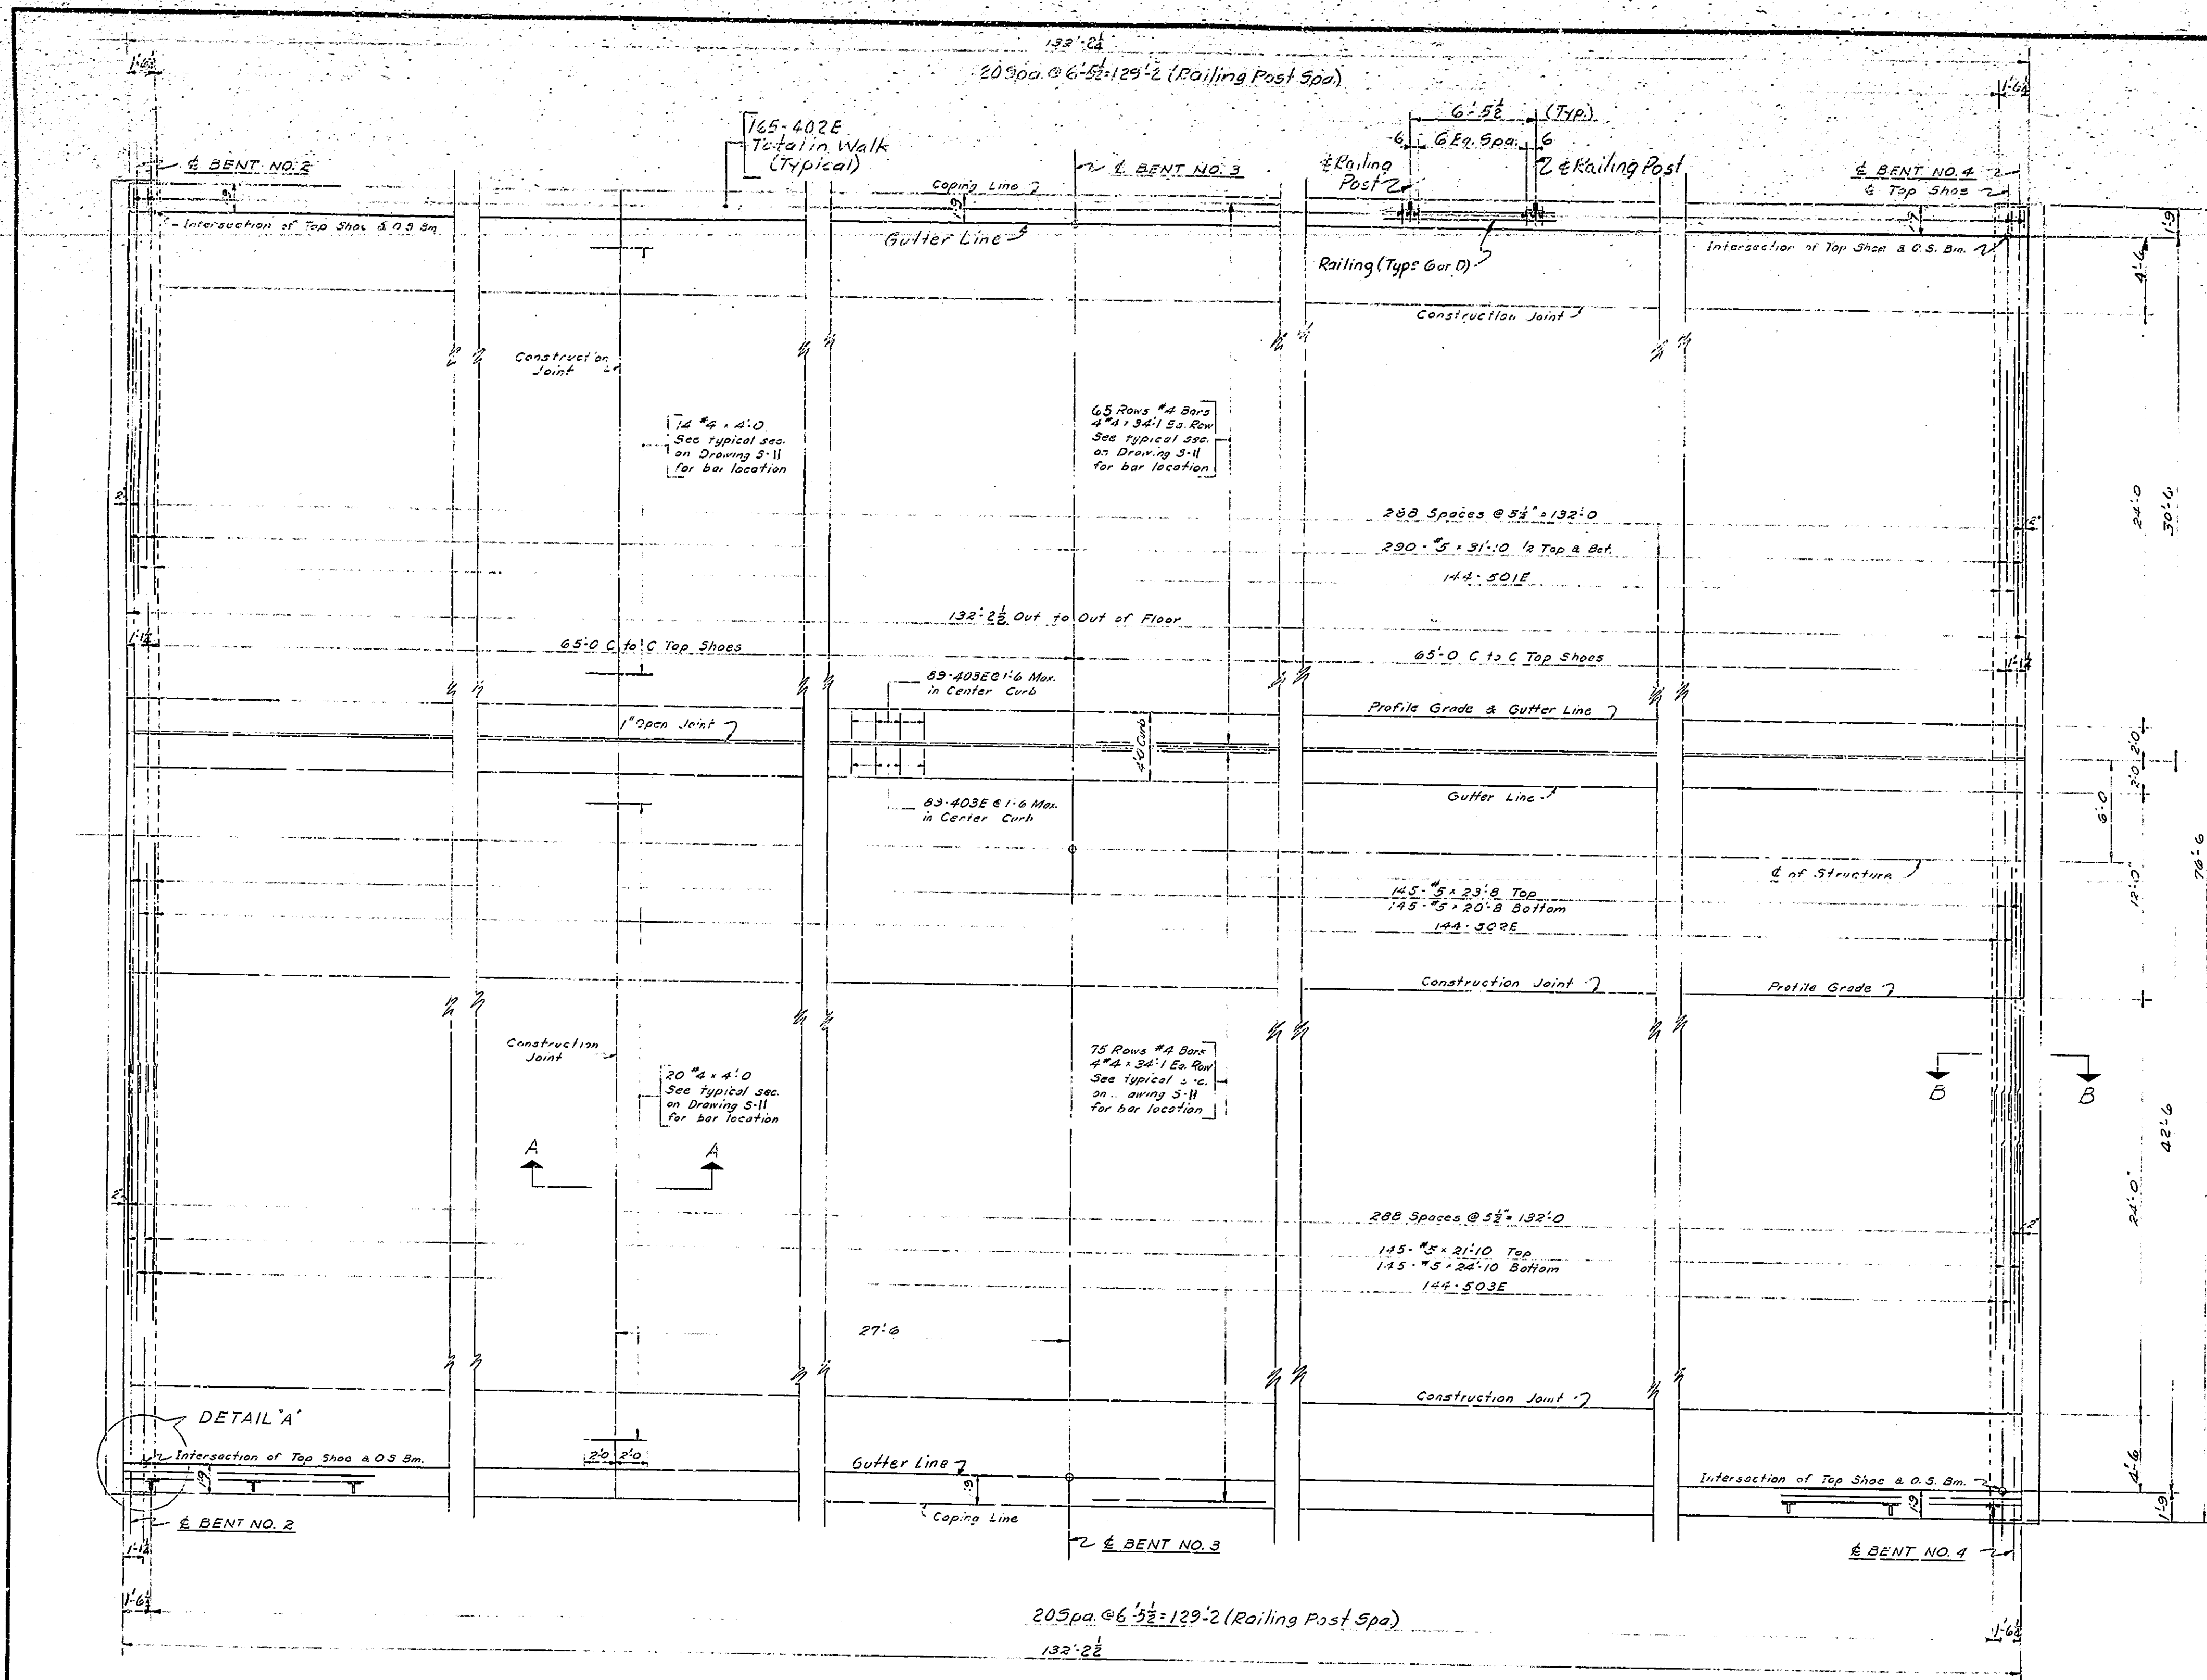 20 Spa. @ 6'-5½ = 129'-2 (Railing Post Spa.)
6'-5½ (Typ.)
6 6 Eq. Spa. 6
165-402E
Total in Walk
(Typical)
℄ BENT NO. 2
℄ BENT NO. 3
℄ Railing
Post
℄ Railing Post
℄ BENT NO. 4
℄ Top Shoe
Coping Line
Intersection of Top Shoe & O S Bm
Gutter Line
Railing (Type G or D)
Intersection of Top Shoe & O. S. Bm.
1'-9
4'-6
Construction Joint
Construction
Joint
14 #4 x 4'-0
See typical sec.
on Drawing S-11
for bar location
65 Rows #4 Bars
4 #4 x 34'-1 Ea. Row
See typical sec.
on Drawing S-11
for bar location
2"
288 Spaces @ 5½" = 132'-0
290 - #5 x 31'-10 ½ Top & Bot.
144 - 501E
2"
24'-0
30'-6
132'-2½ Out to Out of Floor
65'-0 C to C Top Shoes
65'-0 C to C Top Shoes
89-403E @ 1'-6 Max.
in Center Curb
1" Open Joint
4'-0 Curb
Profile Grade & Gutter Line
2'-0 2'-0
89-403E @ 1'-6 Max.
in Center Curb
Gutter Line
6'-0
76'-6
℄ of Structure
12'-0"
145 - #5 x 23'-8 Top
145 - #5 x 20'-8 Bottom
144 - 502E
Construction Joint
Profile Grade
Construction
Joint
20 #4 x 4'-0
See typical sec.
on Drawing S-11
for bar location
75 Rows #4 Bars
4 #4 x 34'-1 Ea. Row
See typical
S-11
for bar location
B B
A A
42'-6
24'-0"
2"
288 Spaces @ 5½" = 132'-0
145 - #5 x 21'-10 Top
145 - #5 x 24'-10 Bottom
144 - 503E
2"
27'-6
Construction Joint
DETAIL "A"
Intersection of Top Shoe & O S Bm.
2'-0 2'-0
Gutter Line
Coping Line
Intersection of Top Shoe & O. S. Bm.
4'-6
1'-9
℄ BENT NO. 2
℄ BENT NO. 3
℄ BENT NO. 4
20 Spa. @ 6'-5½ = 129'-2 (Railing Post Spa)
132'-2½